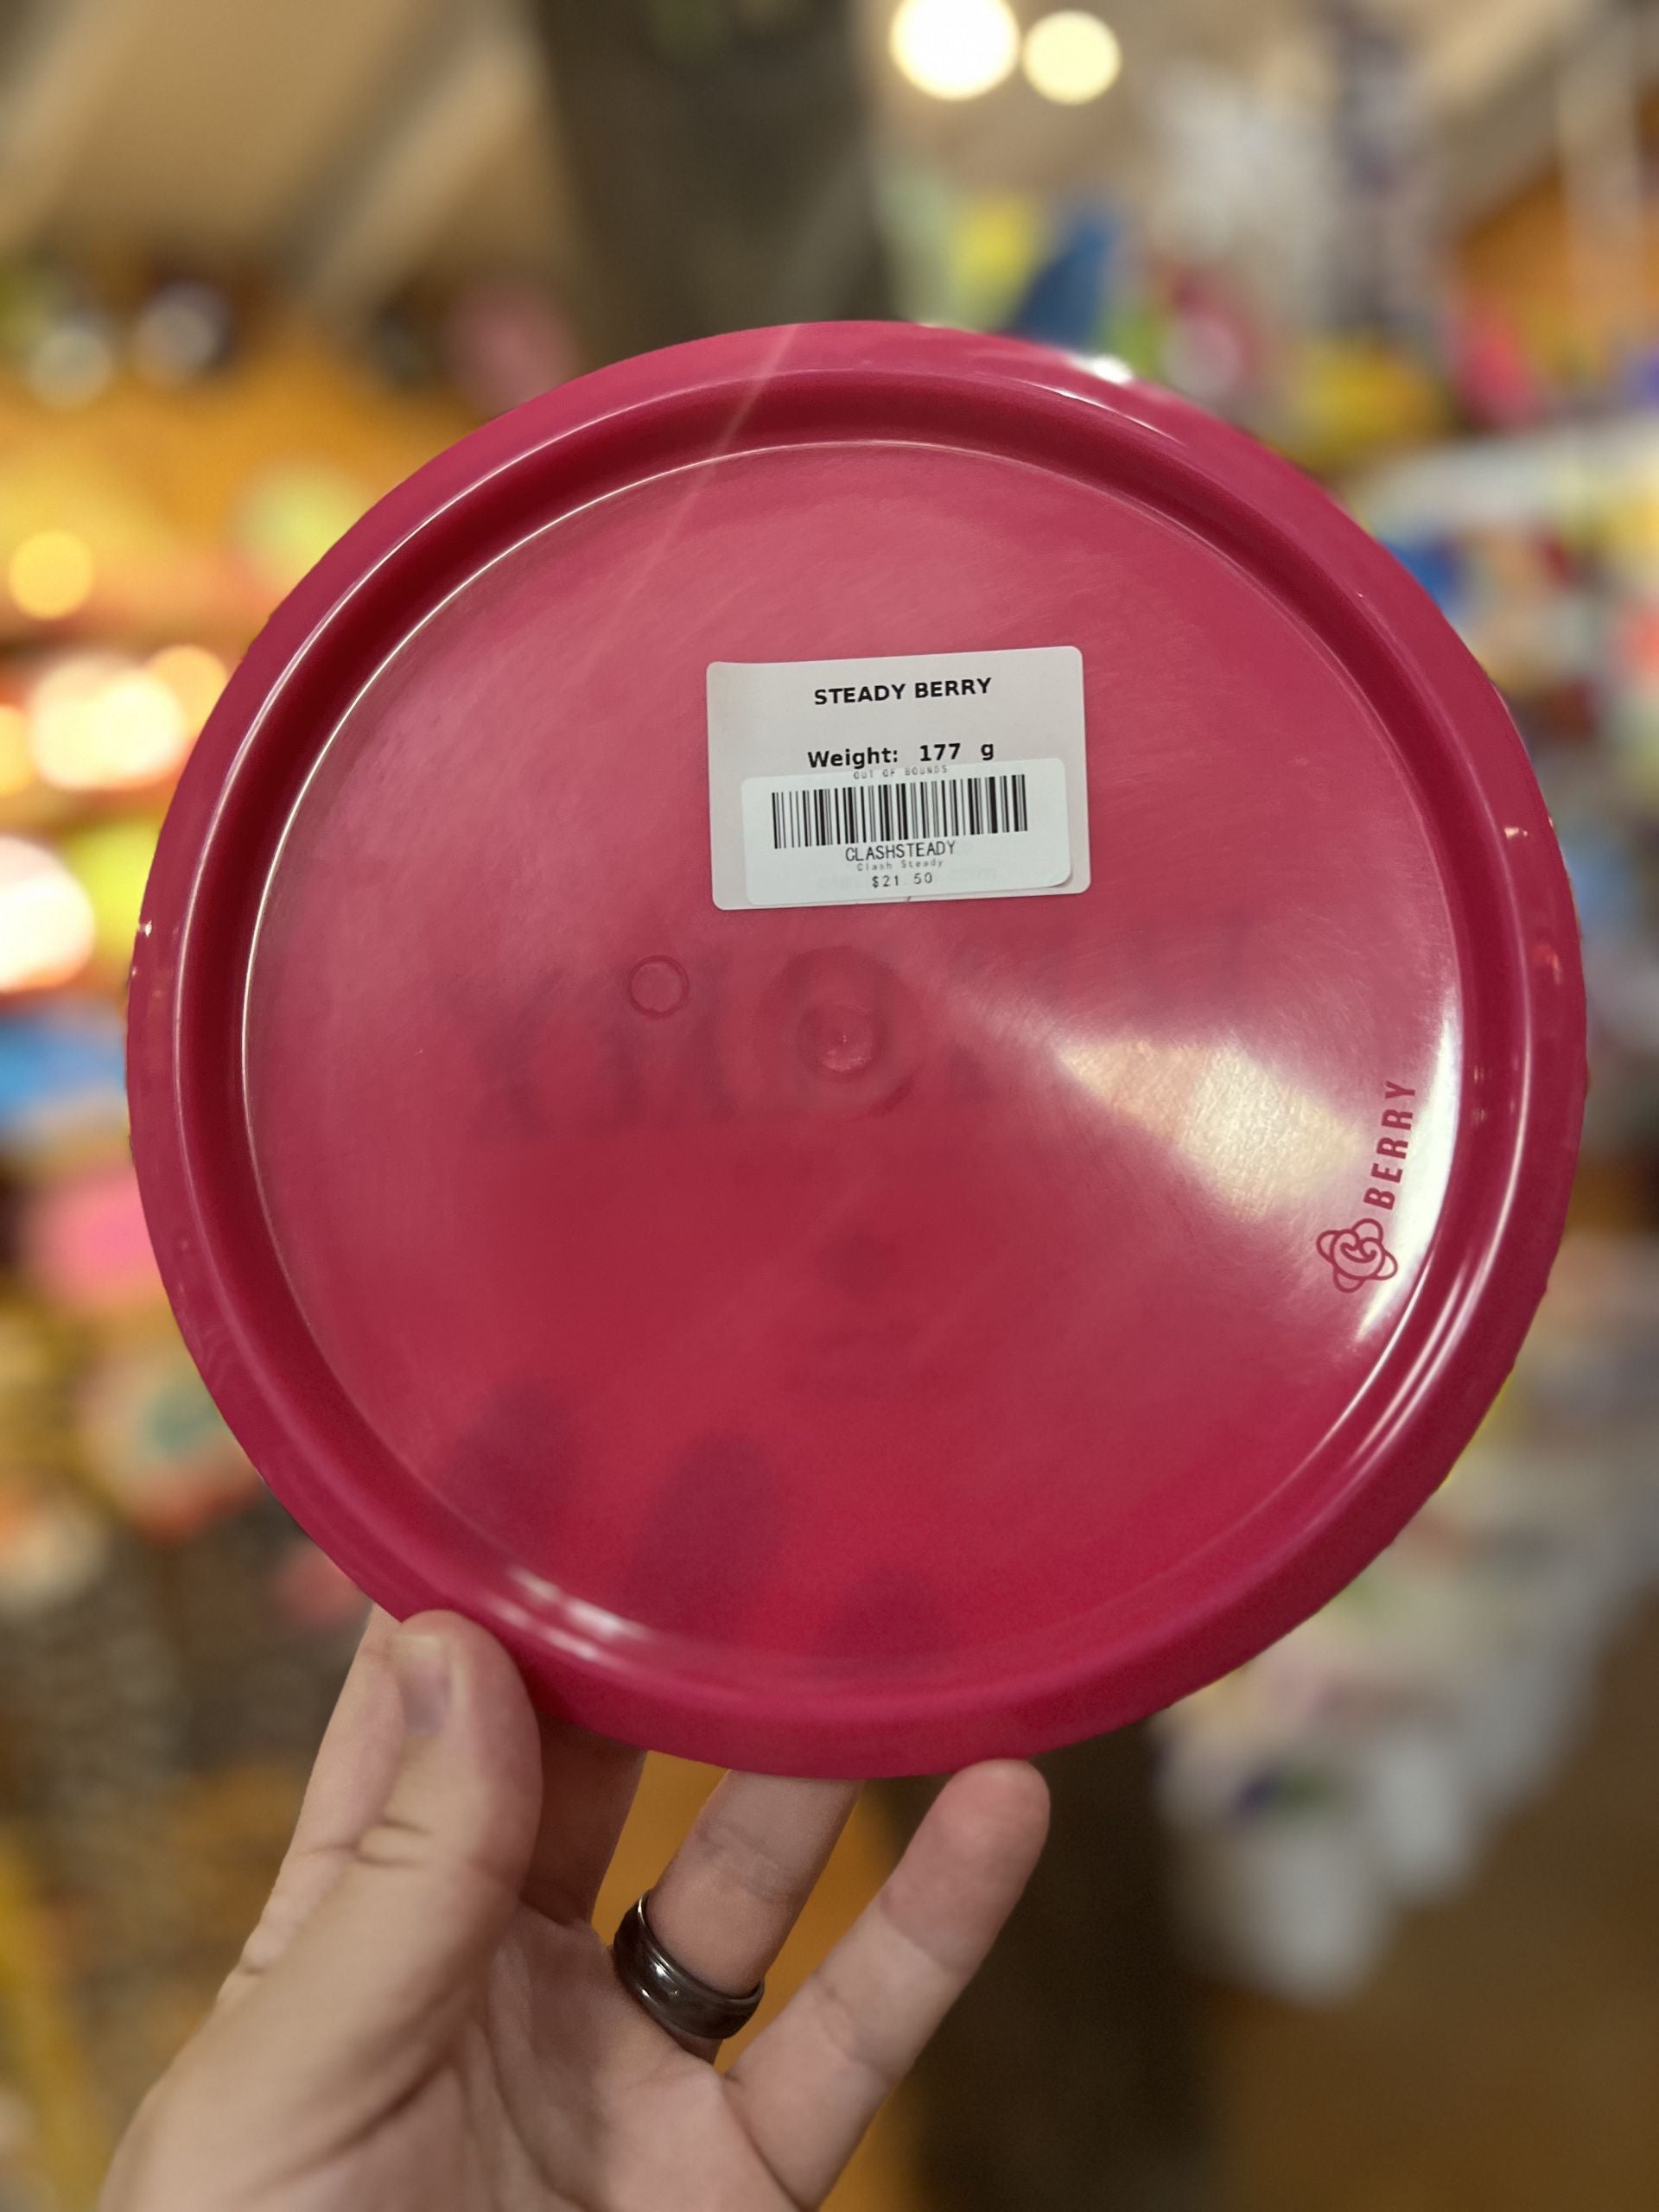 STEADY BERRY
Weight: 177 g
OUT OF BOUNDS
CLASHSTEADY
Clash Steady
$21.50
BERRY